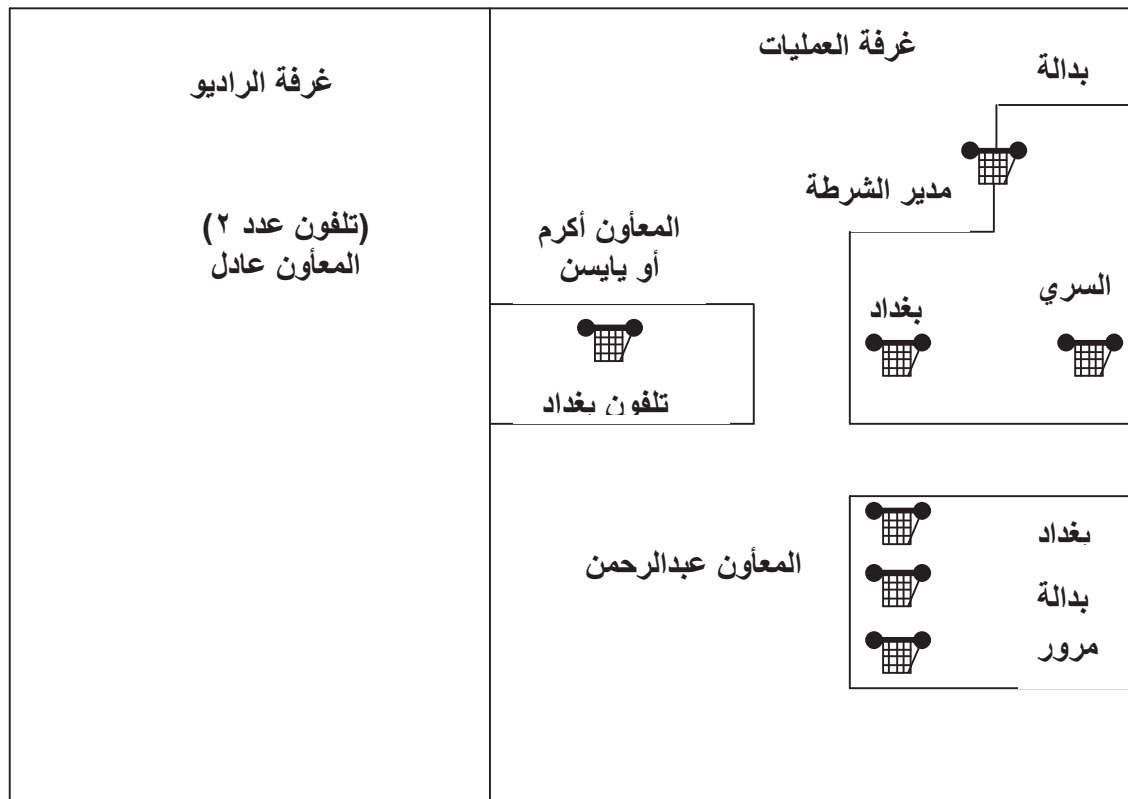 غرفة العمليات
بدالة
غرفة الراديو
مدير الشرطة
(تلفون عدد ٢)
المعأون عادل
المعأون أكرم
أو يايسن
السري
بغداد
تلفون بغداد
بغداد
المعأون عبدالرحمن
بدالة
مرور